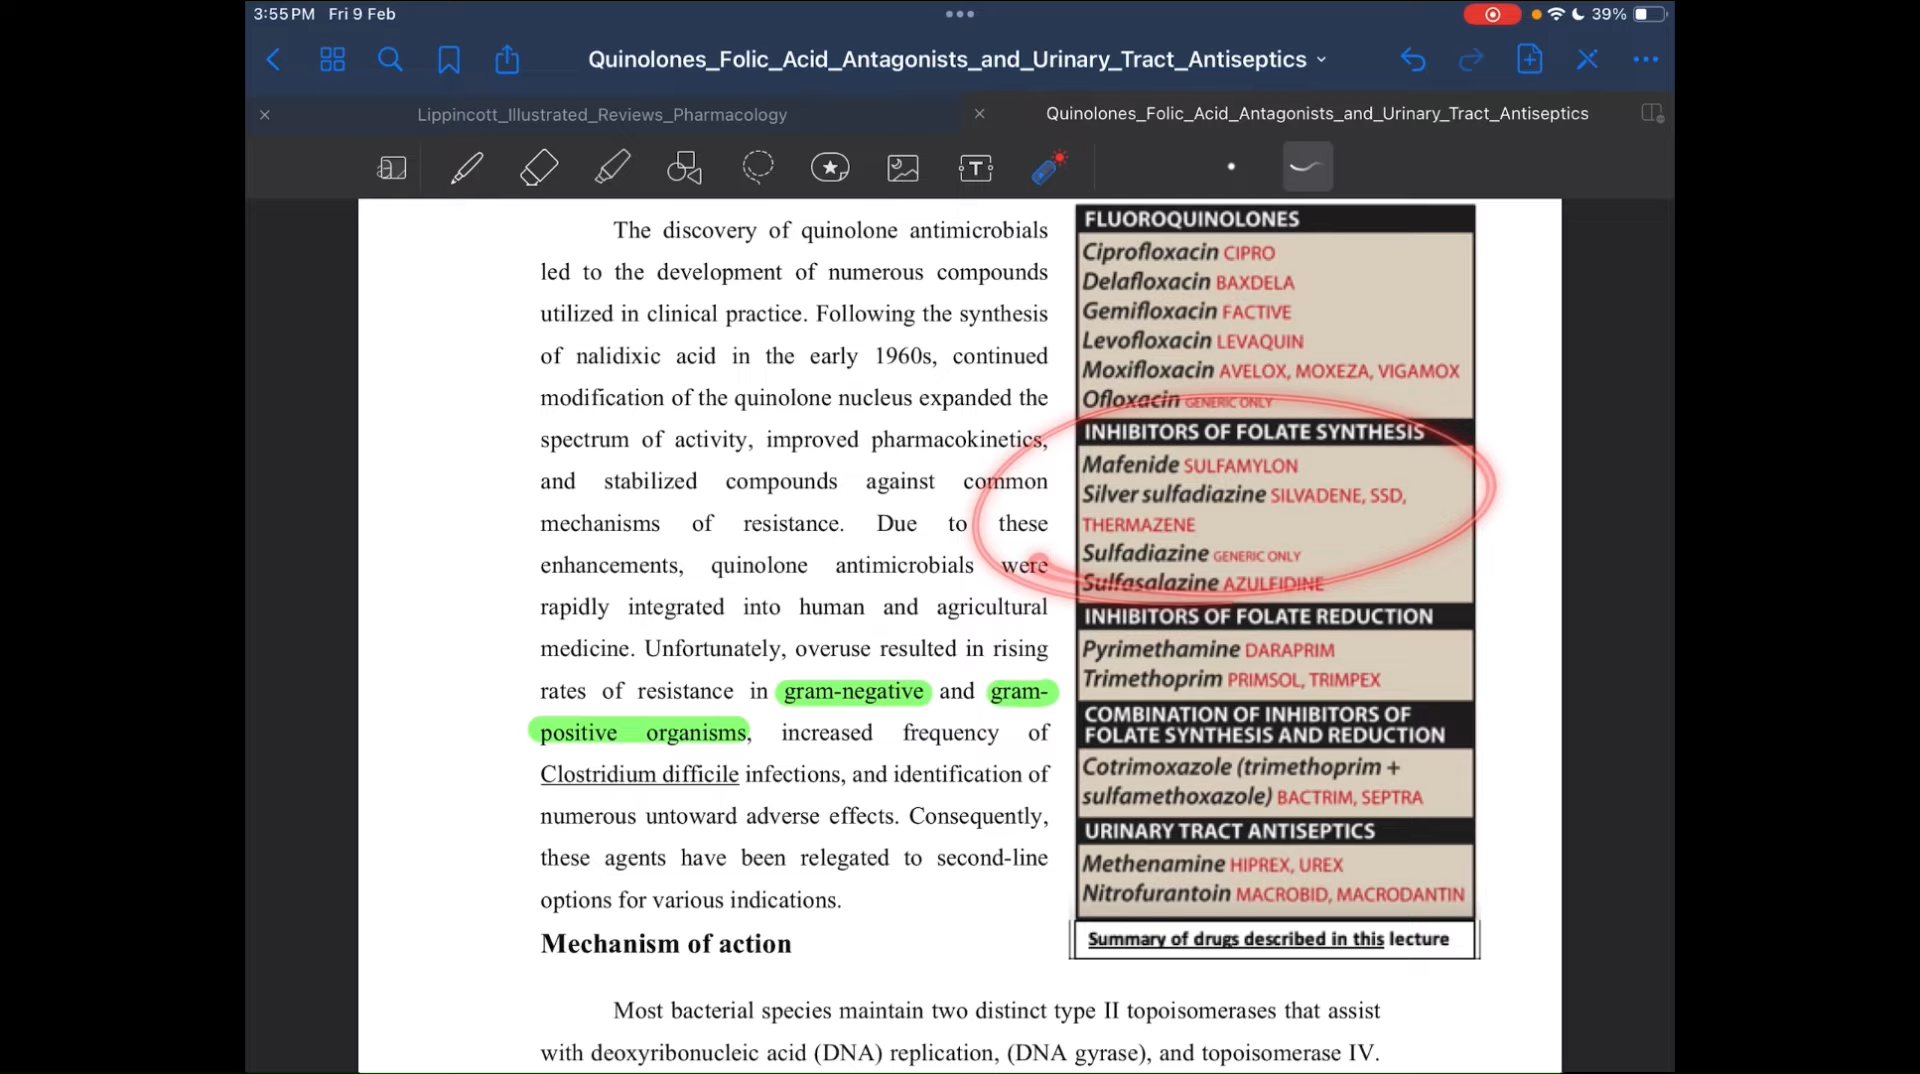 3:55 PM Fri 9 Feb
39%
Quinolones_Folic_Acid_Antagonists_and_Urinary_Tract_Antiseptics
Lippincott_Illustrated_Reviews_Pharmacology
Quinolones_Folic_Acid_Antagonists_and_Urinary_Tract_Antiseptics
The discovery of quinolone antimicrobials
led to the development of numerous compounds
utilized in clinical practice. Following the synthesis
of nalidixic acid in the early 1960s, continued
modification of the quinolone nucleus expanded the
spectrum of activity, improved pharmacokinetics,
and stabilized compounds against common
mechanisms of resistance. Due to these
enhancements, quinolone antimicrobials were
rapidly integrated into human and agricultural
medicine. Unfortunately, overuse resulted in rising
rates of resistance in gram-negative and gram-
positive organisms, increased frequency of
Clostridium difficile infections, and identification of
numerous untoward adverse effects. Consequently,
these agents have been relegated to second-line
options for various indications.
FLUOROQUINOLONES
Ciprofloxacin CIPRO
Delafloxacin BAXDELA
Gemifloxacin FACTIVE
Levofloxacin LEVAQUIN
Moxifloxacin AVELOX, MOXEZA, VIGAMOX
Ofloxacin GENERIC ONLY
INHIBITORS OF FOLATE SYNTHESIS
Mafenide SULFAMYLON
Silver sulfadiazine SILVADENE, SSD,
THERMAZENE
Sulfadiazine GENERIC ONLY
Sulfasalazine AZULFIDINE
INHIBITORS OF FOLATE REDUCTION
Pyrimethamine DARAPRIM
Trimethoprim PRIMSOL, TRIMPEX
COMBINATION OF INHIBITORS OF
FOLATE SYNTHESIS AND REDUCTION
Cotrimoxazole (trimethoprim +
sulfamethoxazole) BACTRIM, SEPTRA
URINARY TRACT ANTISEPTICS
Methenamine HIPREX, UREX
Nitrofurantoin MACROBID, MACRODANTIN
Summary of drugs described in this lecture
Mechanism of action
Most bacterial species maintain two distinct type II topoisomerases that assist
with deoxyribonucleic acid (DNA) replication, (DNA gyrase), and topoisomerase IV.